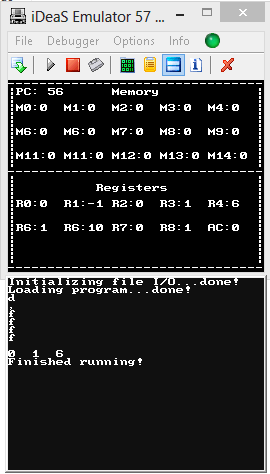 iDeaS Emulator 57 ...
File Debugger Options Info
PC: 56 Memory
M0:0 M1:0 M2:0 M3:0 M4:0
M6:0 M6:0 M7:0 M8:0 M9:0
M11:0 M11:0 M12:0 M13:0 M14:0
Registers
R0:0 R1:-1 R2:0 R3:1 R4:6
R6:1 R6:10 R7:0 R8:1 AC:0
Initializing file I/O...done!
Loading program...done!
d
f
f
f
f
0 1 6
Finished running!